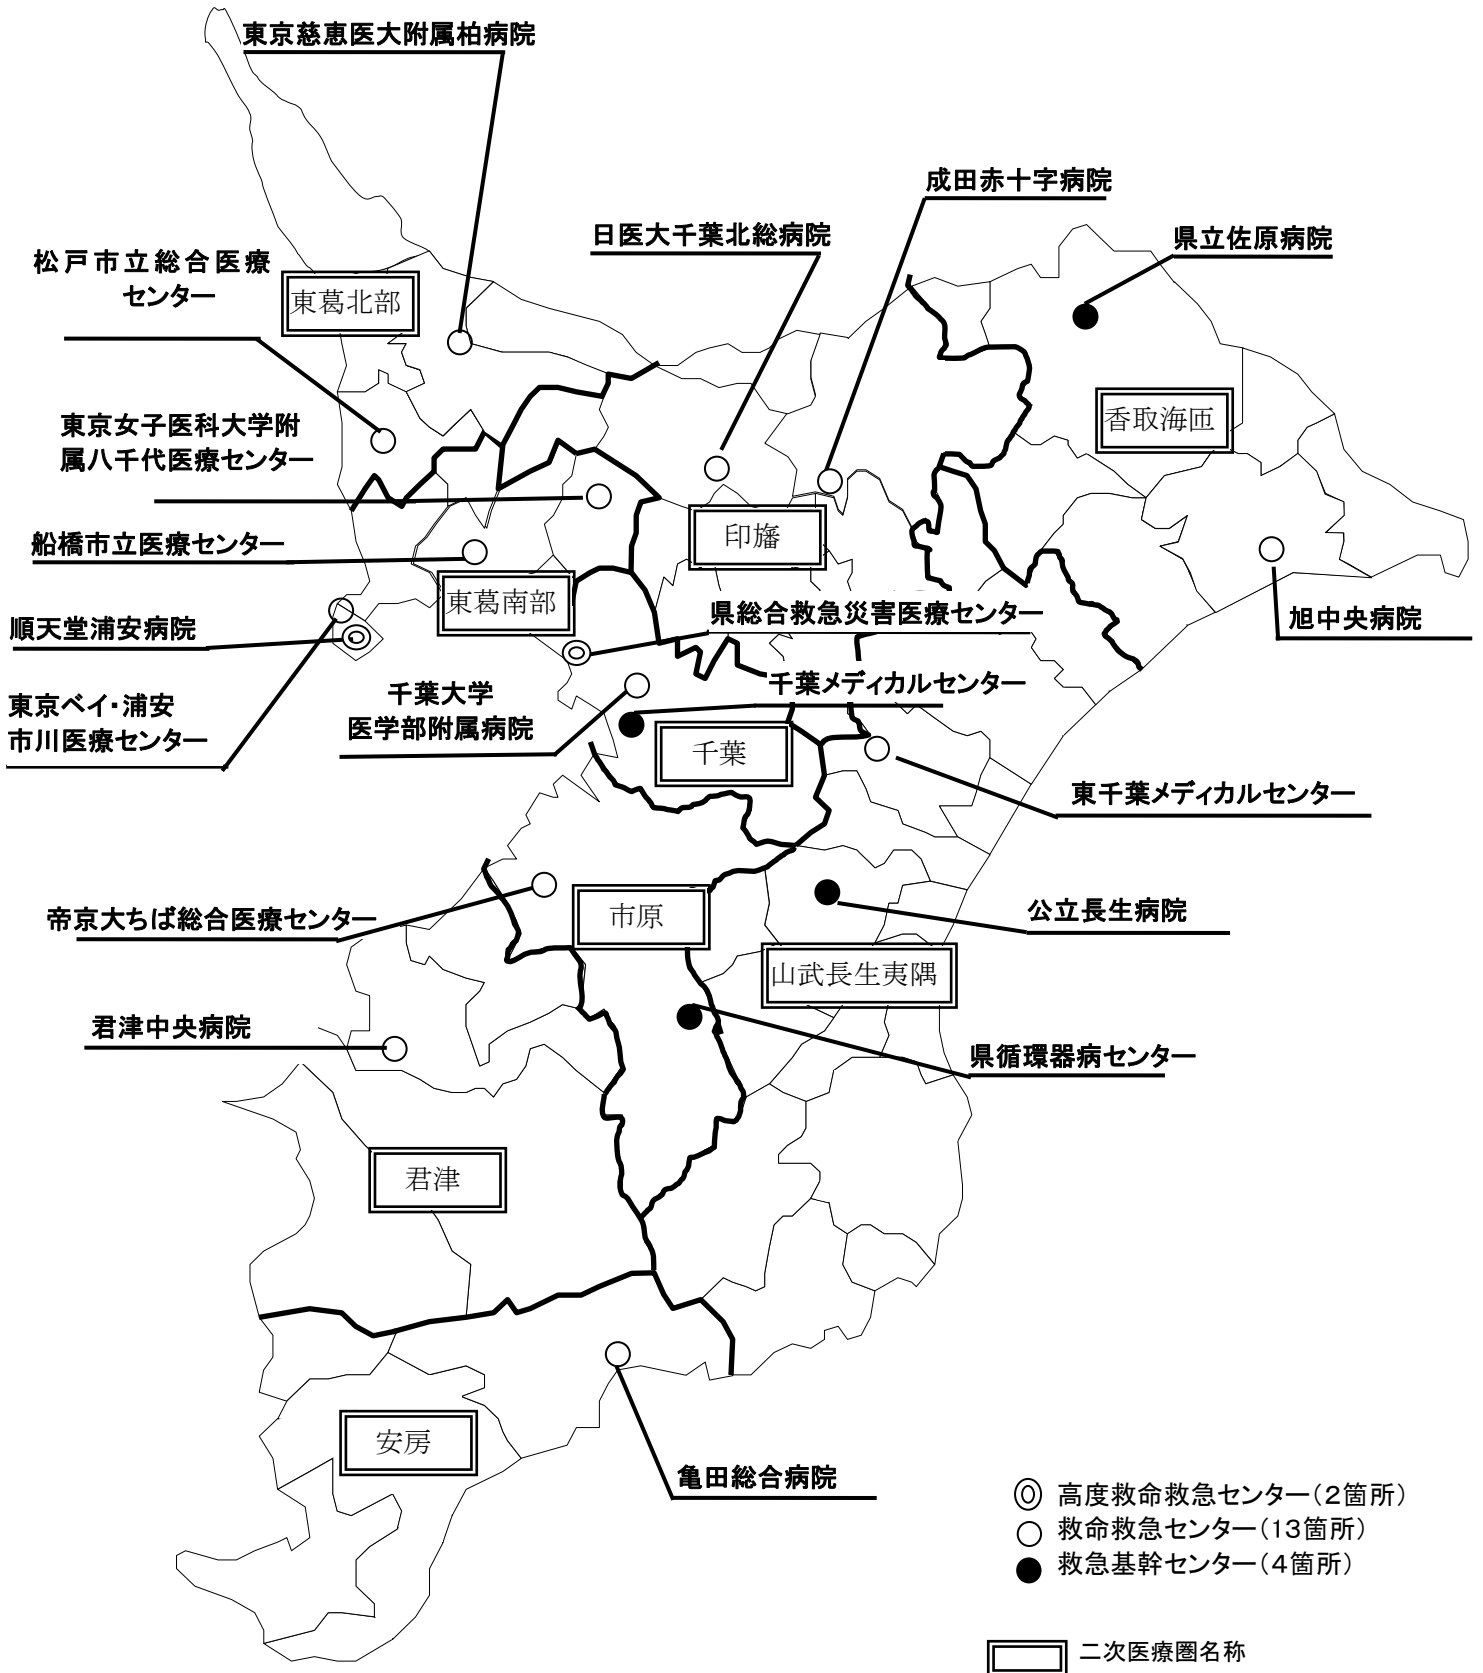 東京慈恵医大附属柏病院
成田赤十字病院
日医大千葉北総病院
県立佐原病院
松戸市立総合医療
センター
東葛北部
香取海匝
東京女子医科大学附
属八千代医療センター
印旛
船橋市立医療センター
東葛南部
県総合救急災害医療センター
旭中央病院
順天堂浦安病院
千葉メディカルセンター
千葉大学
医学部附属病院
東京ベイ・浦安
市川医療センター
千葉
東千葉メディカルセンター
帝京大ちば総合医療センター
市原
公立長生病院
山武長生夷隅
君津中央病院
県循環器病センター
君津
安房
亀田総合病院
高度救命救急センター（２箇所）
救命救急センター（１３箇所）
救急基幹センター（４箇所）
二次医療圏名称